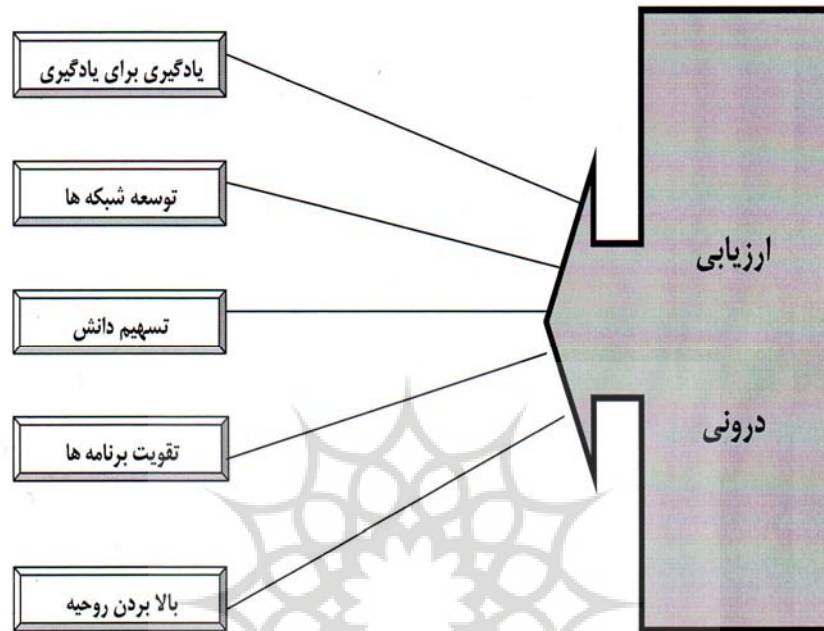 یادگیری برای یادگیری
توسعه شبکه ها
تسهیم دانش
تقویت برنامه ها
بالا بردن روحیه
ارزیابی
درونی